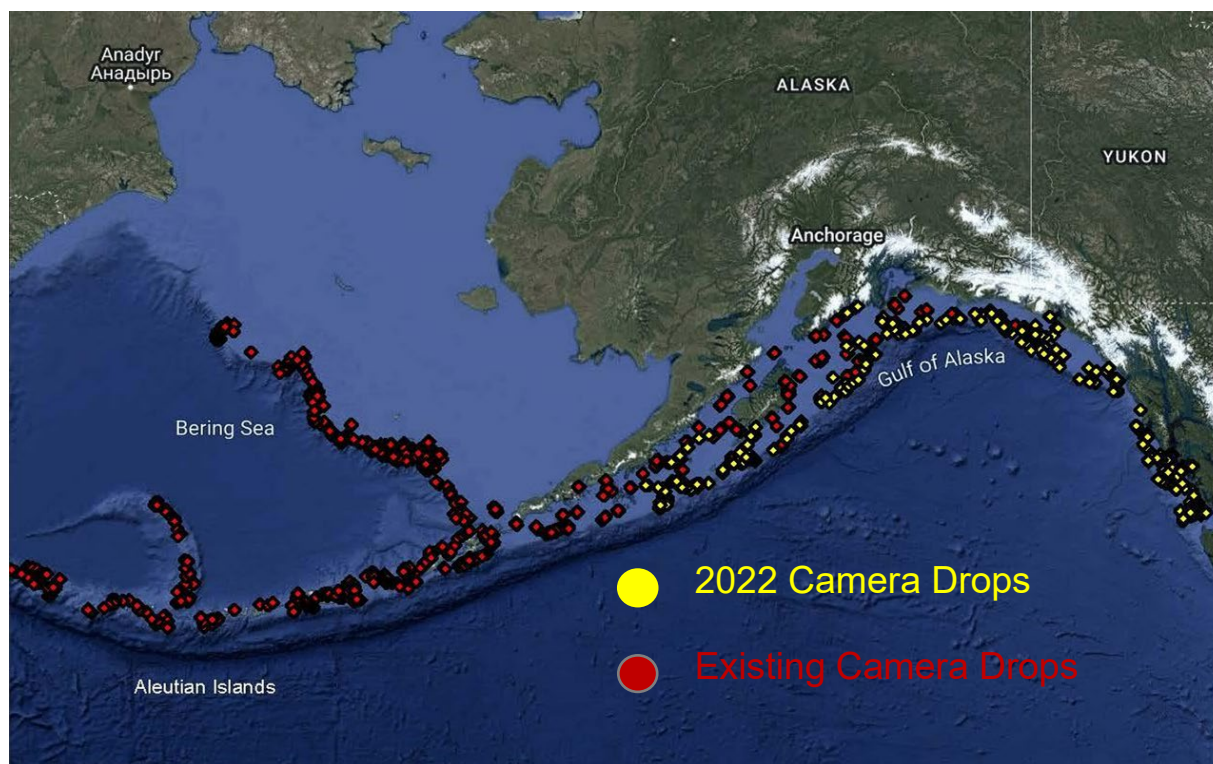 Anadyr
Анадырь
ALASKA
YUKON
Anchorage
Gulf of Alaska
Bering Sea
2022 Camera Drops
Existing Camera Drops
Aleutian Islands